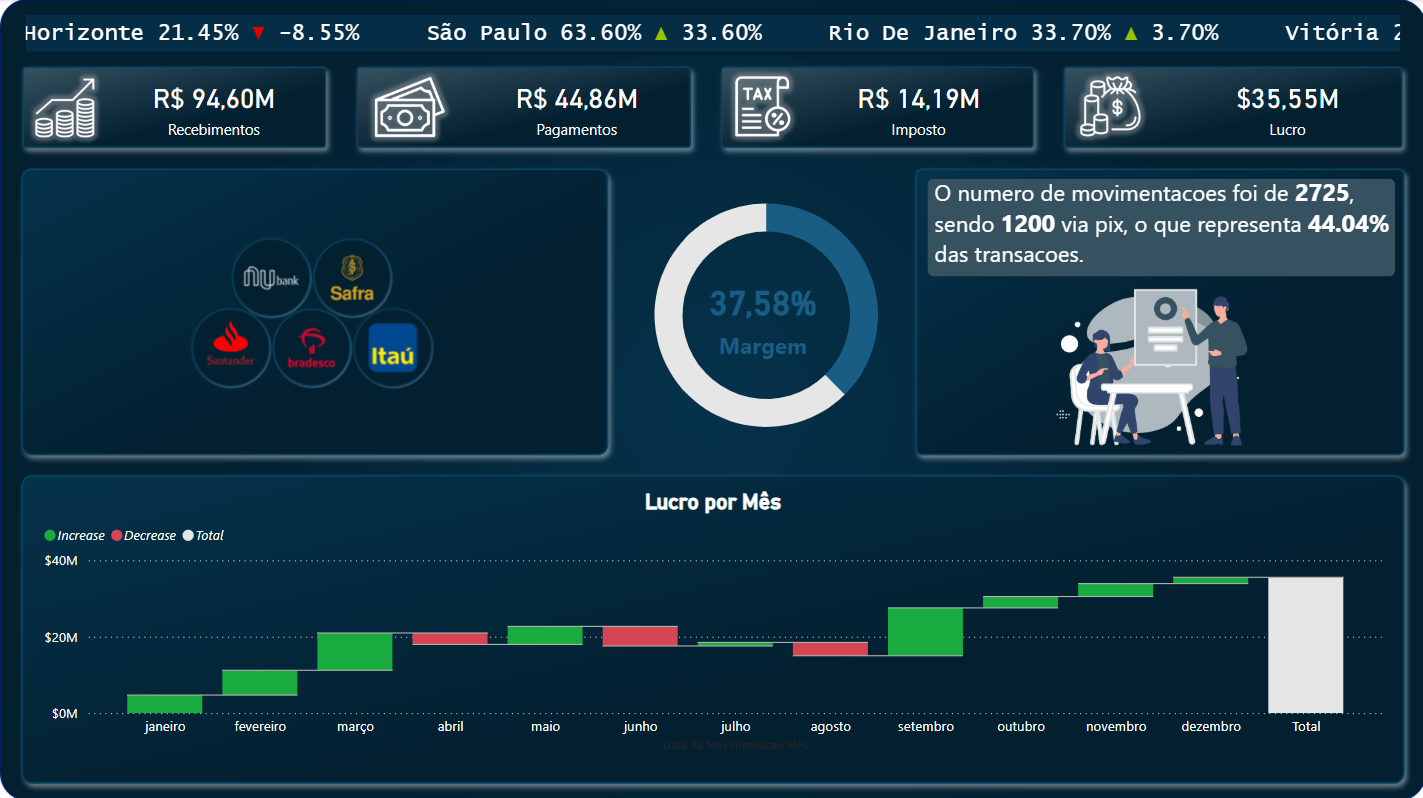 Horizonte 21.45% ▼ -8.55% São Paulo 63.60% ▲ 33.60% Rio De Janeiro 33.70% ▲ 3.70% Vitória
R$ 94,60M
Recebimentos
R$ 44,86M
Pagamentos
TAX
%
R$ 14,19M
Imposto
$
$35,55M
Lucro
nu bank
Safra
Santander
bradesco
Itaú
37,58%
Margem
O numero de movimentacoes foi de 2725,
sendo 1200 via pix, o que representa 44.04%
das transacoes.
Lucro por Mês
Increase Decrease Total
$40M
$20M
$0M
janeiro fevereiro março abril maio junho julho agosto setembro outubro novembro dezembro Total
Data da Movimentacao Mês